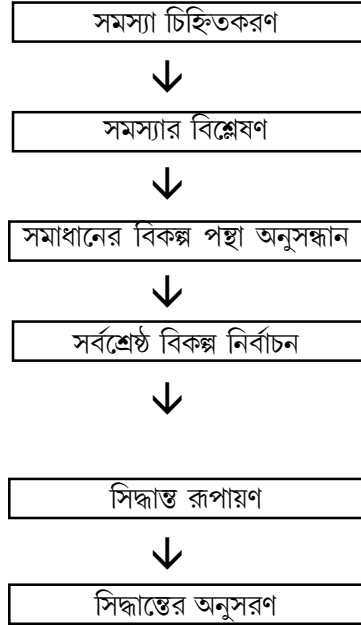 সমস্যা চিহ্নিতকরণ
সমস্যার বিশ্লেষণ
সমাধানের বিকল্প পন্থা অনুসন্ধান
সর্বশ্রেষ্ঠ বিকল্প নির্বাচন
সিদ্ধান্ত রূপায়ণ
সিদ্ধান্তের অনুসরণ